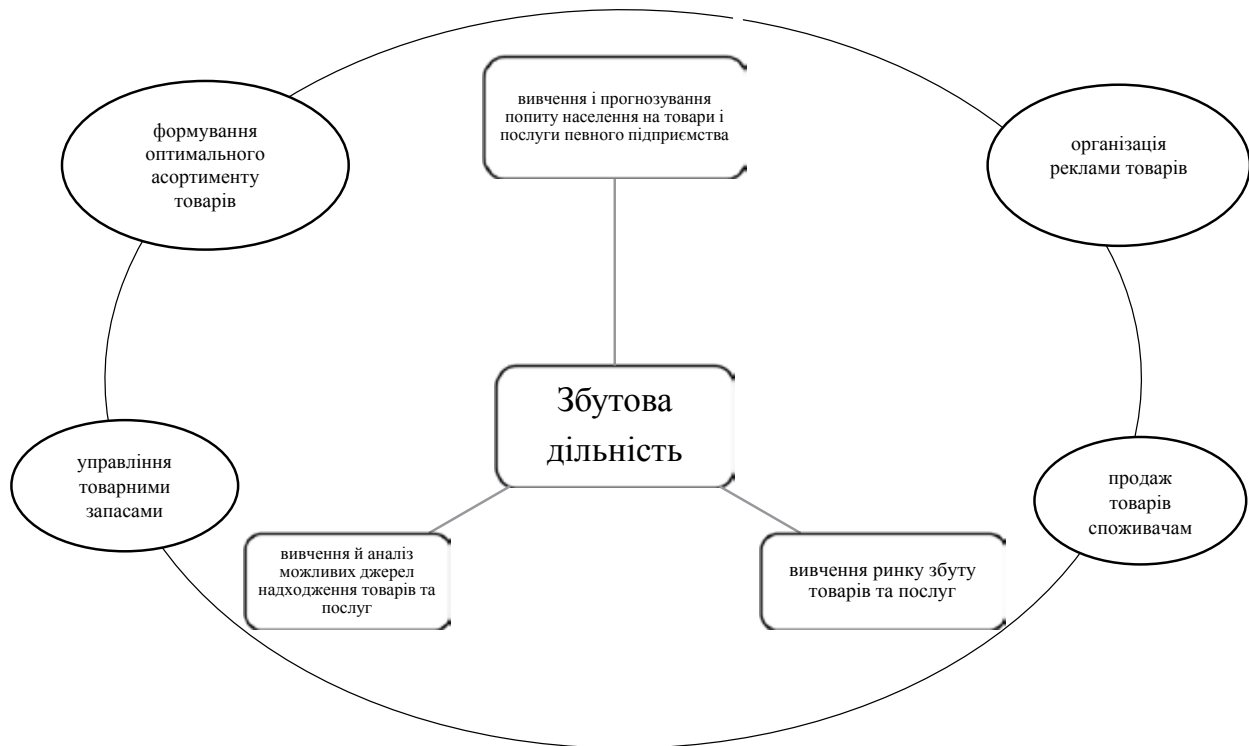 вивчення і прогнозування
попиту населення на товари і
послуги певного підприємства
формування
оптимального
асортименту
товарів
організація
реклами товарів
Збутова
дільність
управління
товарними
запасами
продаж
товарів
споживачам
вивчення й аналіз
можливих джерел
надходження товарів та
послуг
вивчення ринку збуту
товарів та послуг